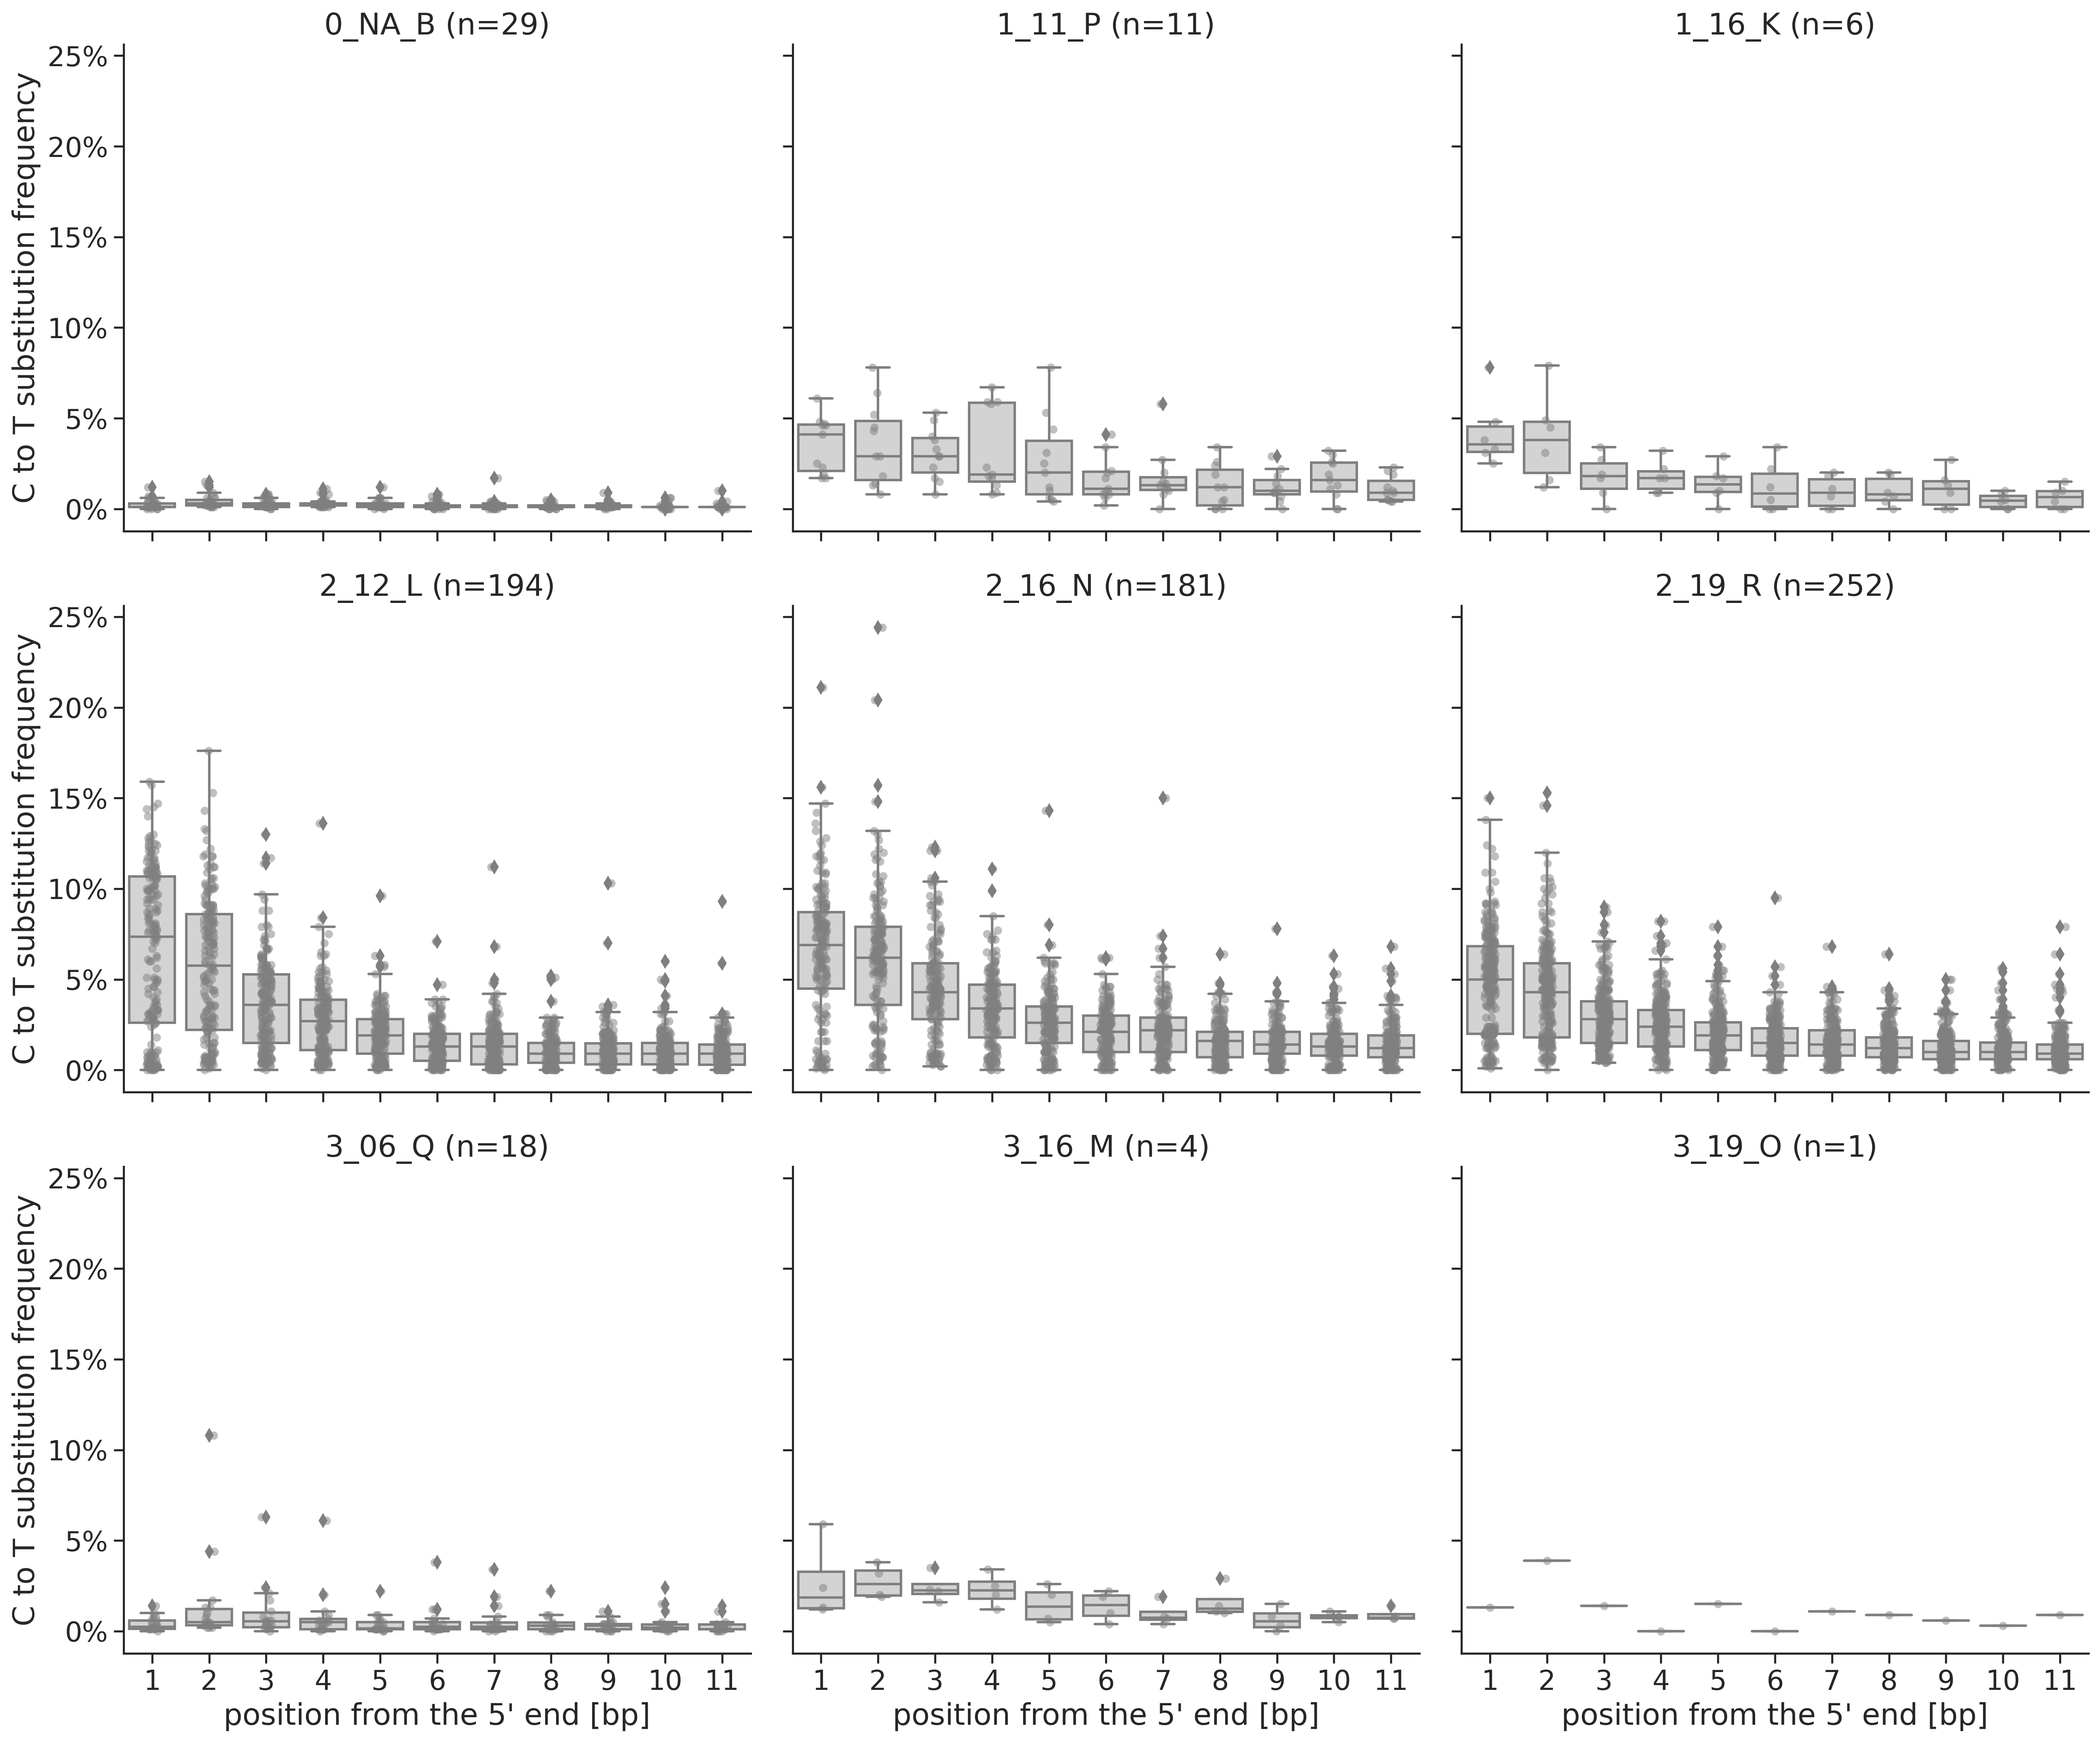 0_NA_B (n=29)
1_11_P (n=11)
1_16_K (n=6)
C to T substitution frequency
25%
20%
15%
10%
5%
0%
2_12_L (n=194)
2_16_N (n=181)
2_19_R (n=252)
C to T substitution frequency
25%
20%
15%
10%
5%
0%
3_06_Q (n=18)
3_16_M (n=4)
3_19_O (n=1)
C to T substitution frequency
25%
20%
15%
10%
5%
0%
1 2 3 4 5 6 7 8 9 10 11
1 2 3 4 5 6 7 8 9 10 11
1 2 3 4 5 6 7 8 9 10 11
position from the 5' end [bp]
position from the 5' end [bp]
position from the 5' end [bp]